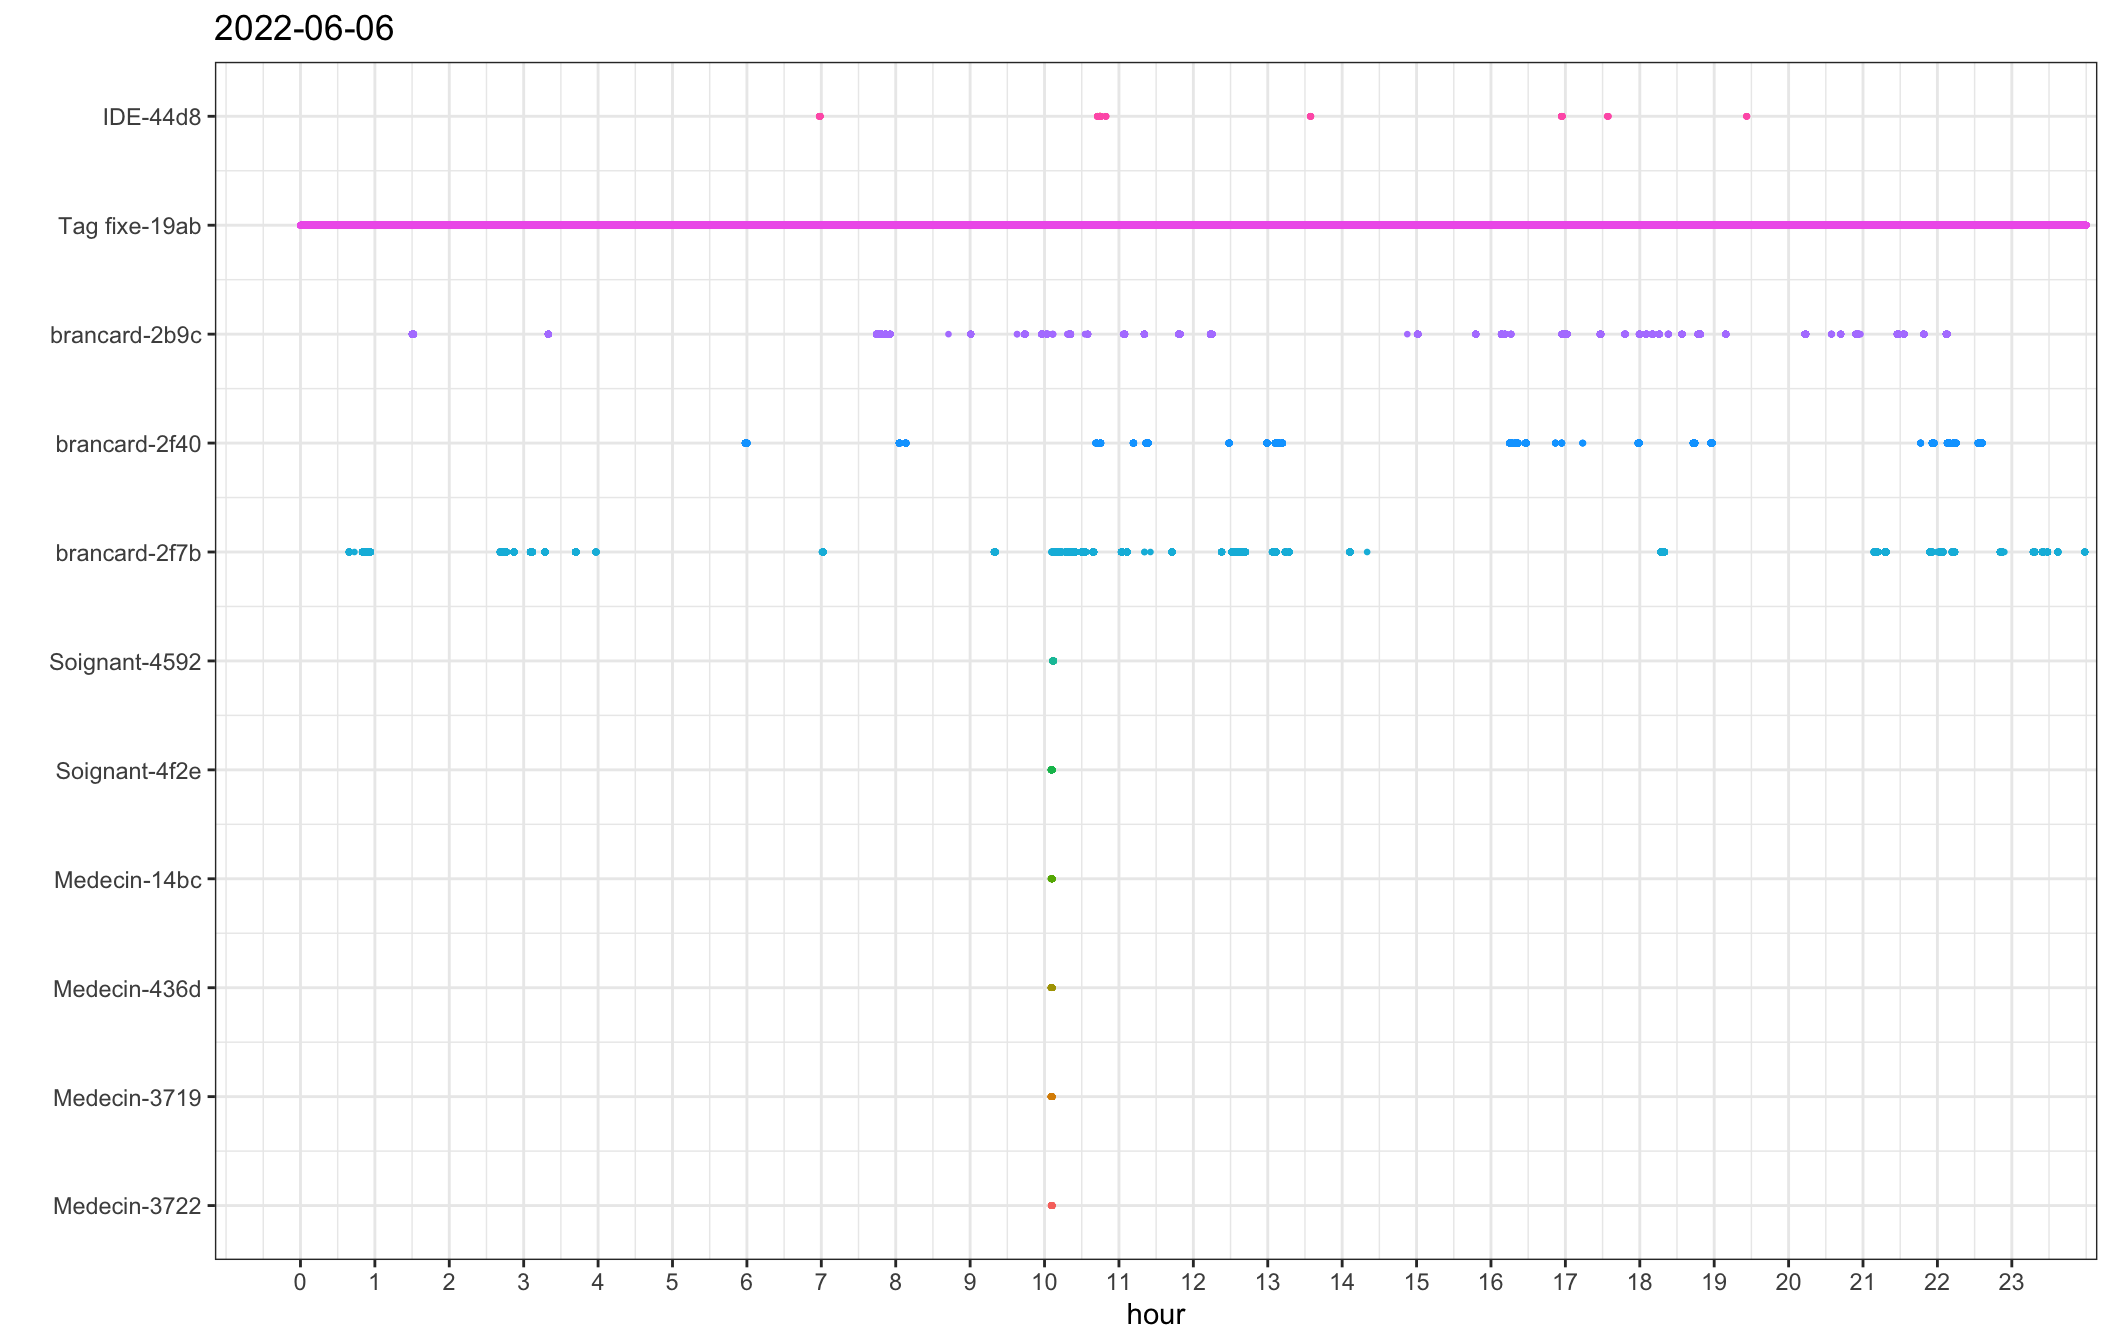 2022-06-06
IDE-44d8
Tag fixe-19ab
brancard-2b9c
brancard-2f40
brancard-2f7b
Soignant-4592
Soignant-4f2e
Medecin-14bc
Medecin-436d
Medecin-3719
Medecin-3722
0 1 2 3 4 5 6 7 8 9 10 11 12 13 14 15 16 17 18 19 20 21 22 23
hour